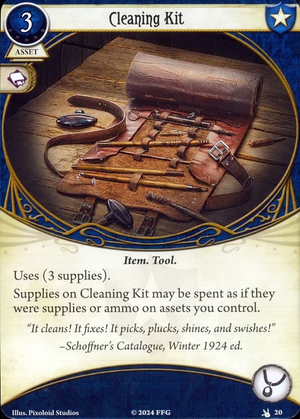 Cleaning Kit
3
ASSET
Item. Tool.
Uses (3 supplies).
Supplies on Cleaning Kit may be spent as if they
were supplies or ammo on assets you control.
“It cleans! It fixes! It picks, plucks, shines, and swishes!”
–Schoffner’s Catalogue, Winter 1924 ed.
Illus. Pixoloid Studios
© 2024 FFG
20